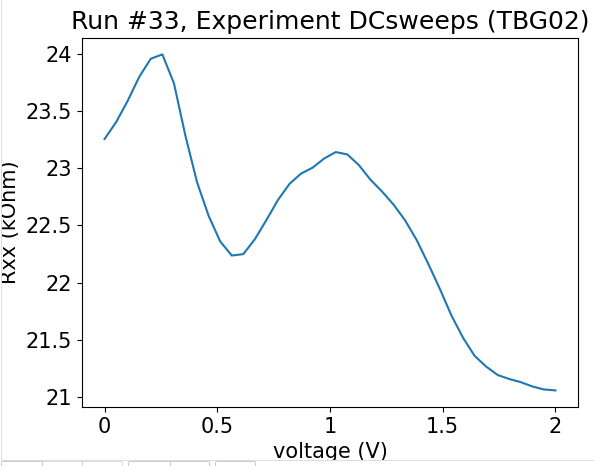 Run #33, Experiment DCsweeps (TBG02)
24
23.5
23
22.5
22
21.5
21
Rxx (kOhm)
0 0.5 1 1.5 2
voltage (V)